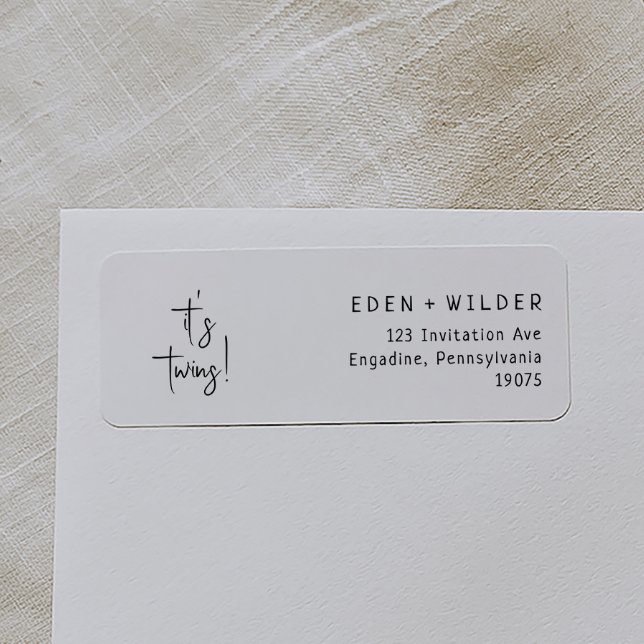 it's
twins!
EDEN + WILDER
123 Invitation Ave
Engadine, Pennsylvania
19075